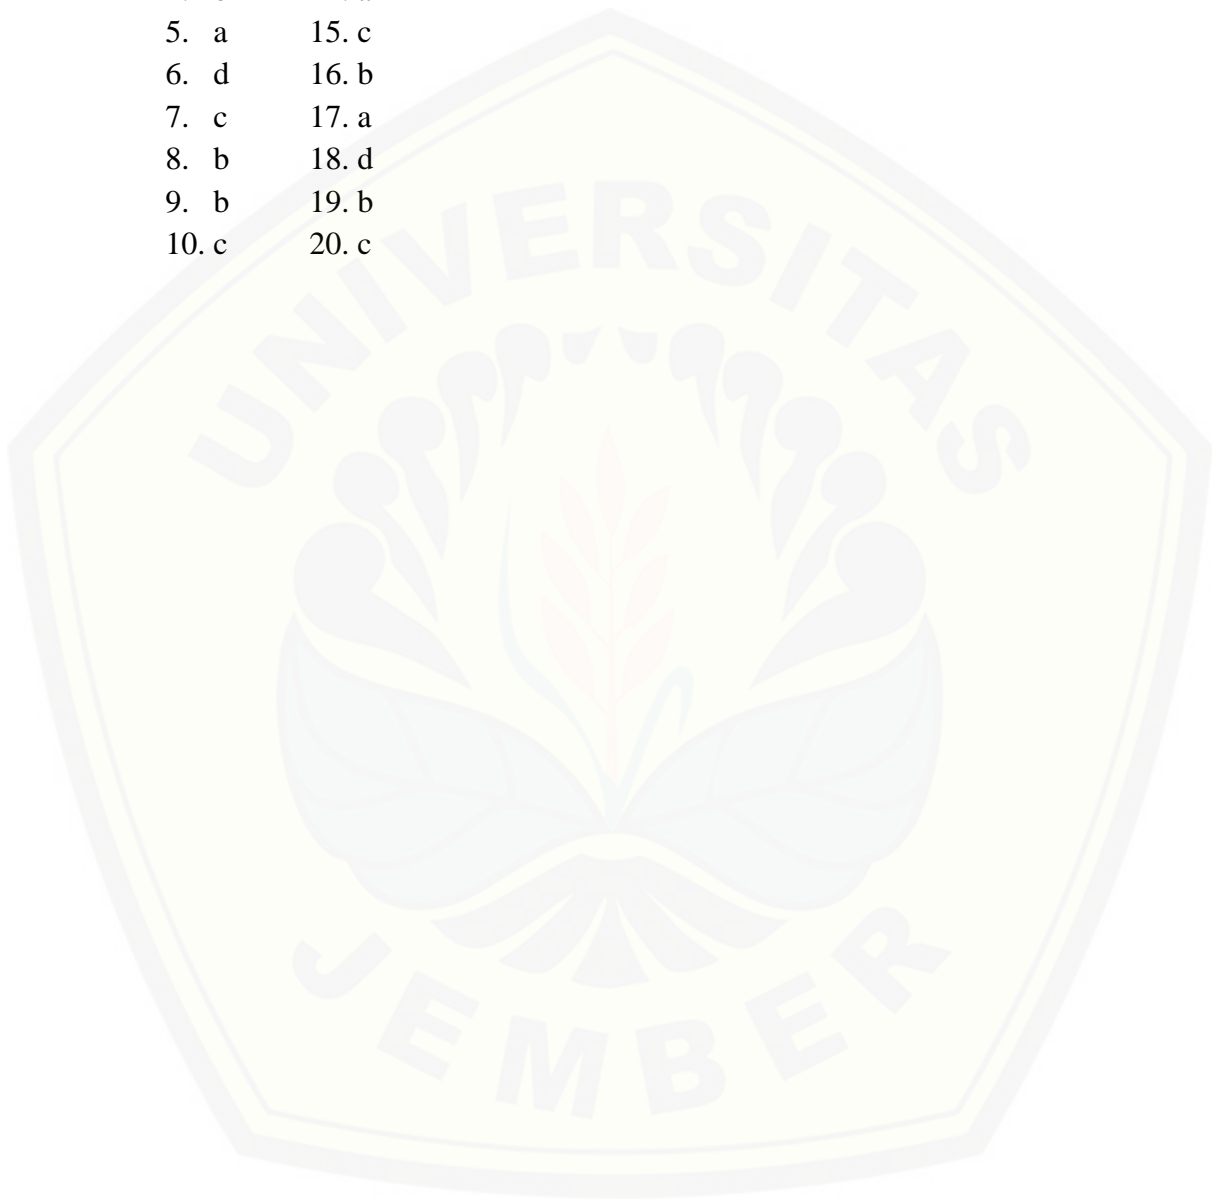 5. a 15. c
6. d 16. b
7. c 17. a
8. b 18. d
9. b 19. b
10. c 20. c
UNIVERSITAS
JEMBER